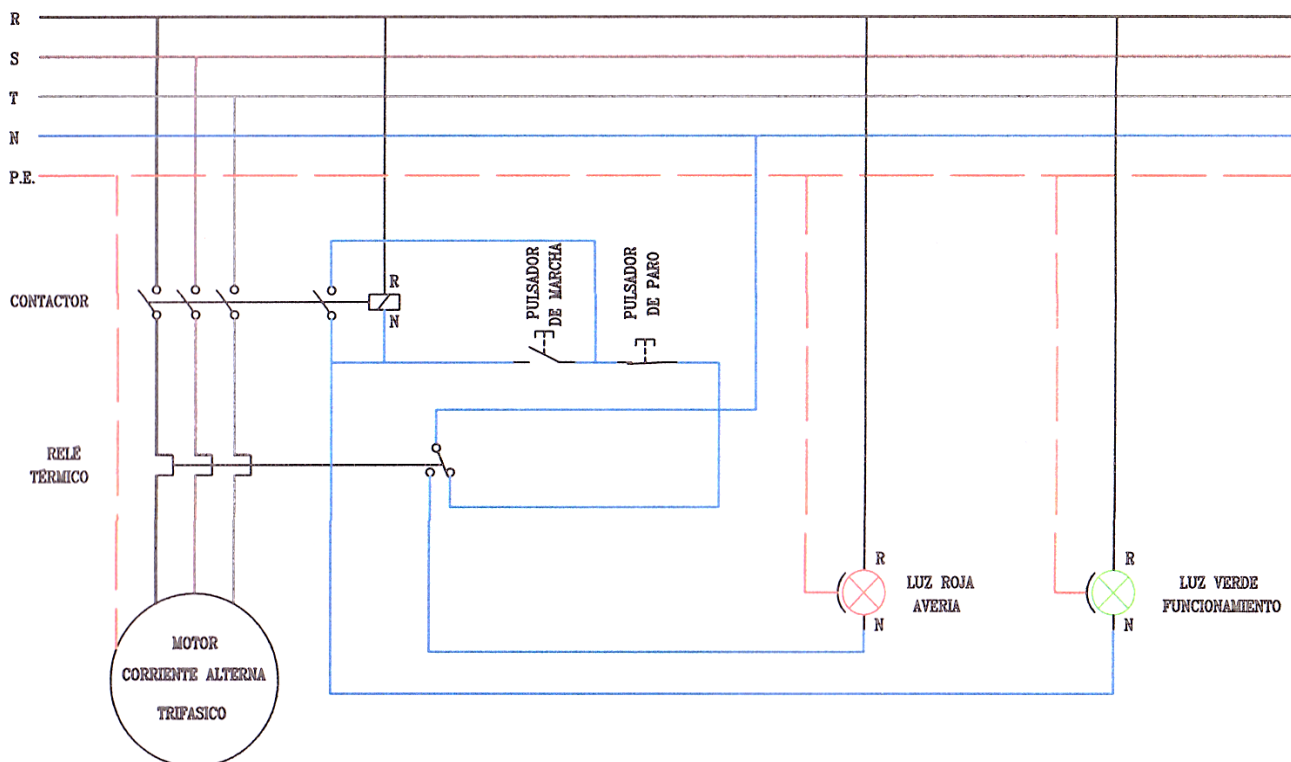 R
S
T
N
P.E.
PULSADOR
DE MARCHA
PULSADOR
DE PARO
CONTACTOR
R
N
RELÉ
TÉRMICO
R
LUZ ROJA
AVERIA
N
R
LUZ VERDE
FUNCIONAMIENTO
N
MOTOR
CORRIENTE ALTERNA
TRIFASICO